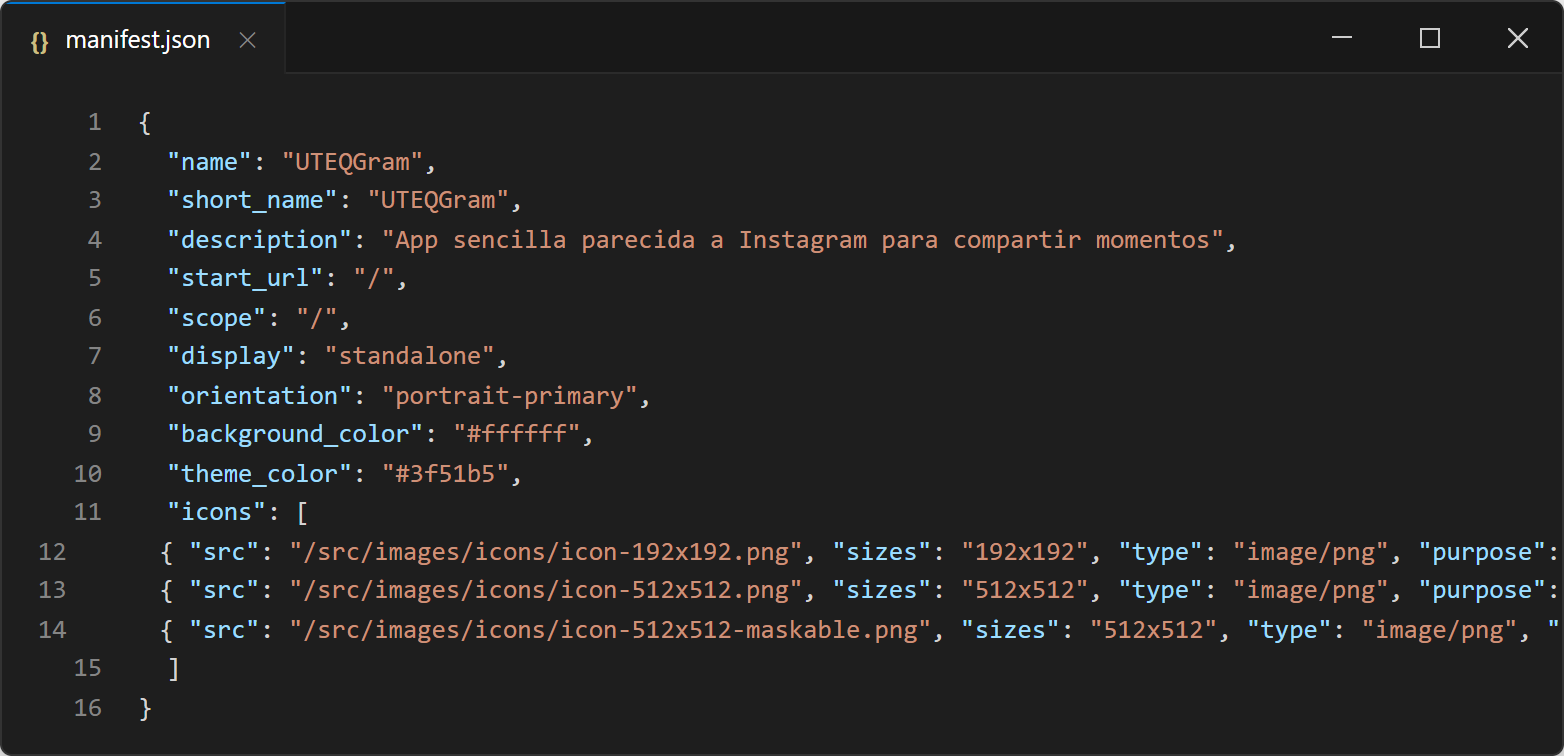 {} manifest.json
1 {
2 "name": "UTEQGram",
3 "short_name": "UTEQGram",
4 "description": "App sencilla parecida a Instagram para compartir momentos",
5 "start_url": "/",
6 "scope": "/",
7 "display": "standalone",
8 "orientation": "portrait-primary",
9 "background_color": "#ffffff",
10 "theme_color": "#3f51b5",
11 "icons": [
12 { "src": "/src/images/icons/icon-192x192.png", "sizes": "192x192", "type": "image/png", "purpose":
13 { "src": "/src/images/icons/icon-512x512.png", "sizes": "512x512", "type": "image/png", "purpose":
14 { "src": "/src/images/icons/icon-512x512-maskable.png", "sizes": "512x512", "type": "image/png", "
15 ]
16 }